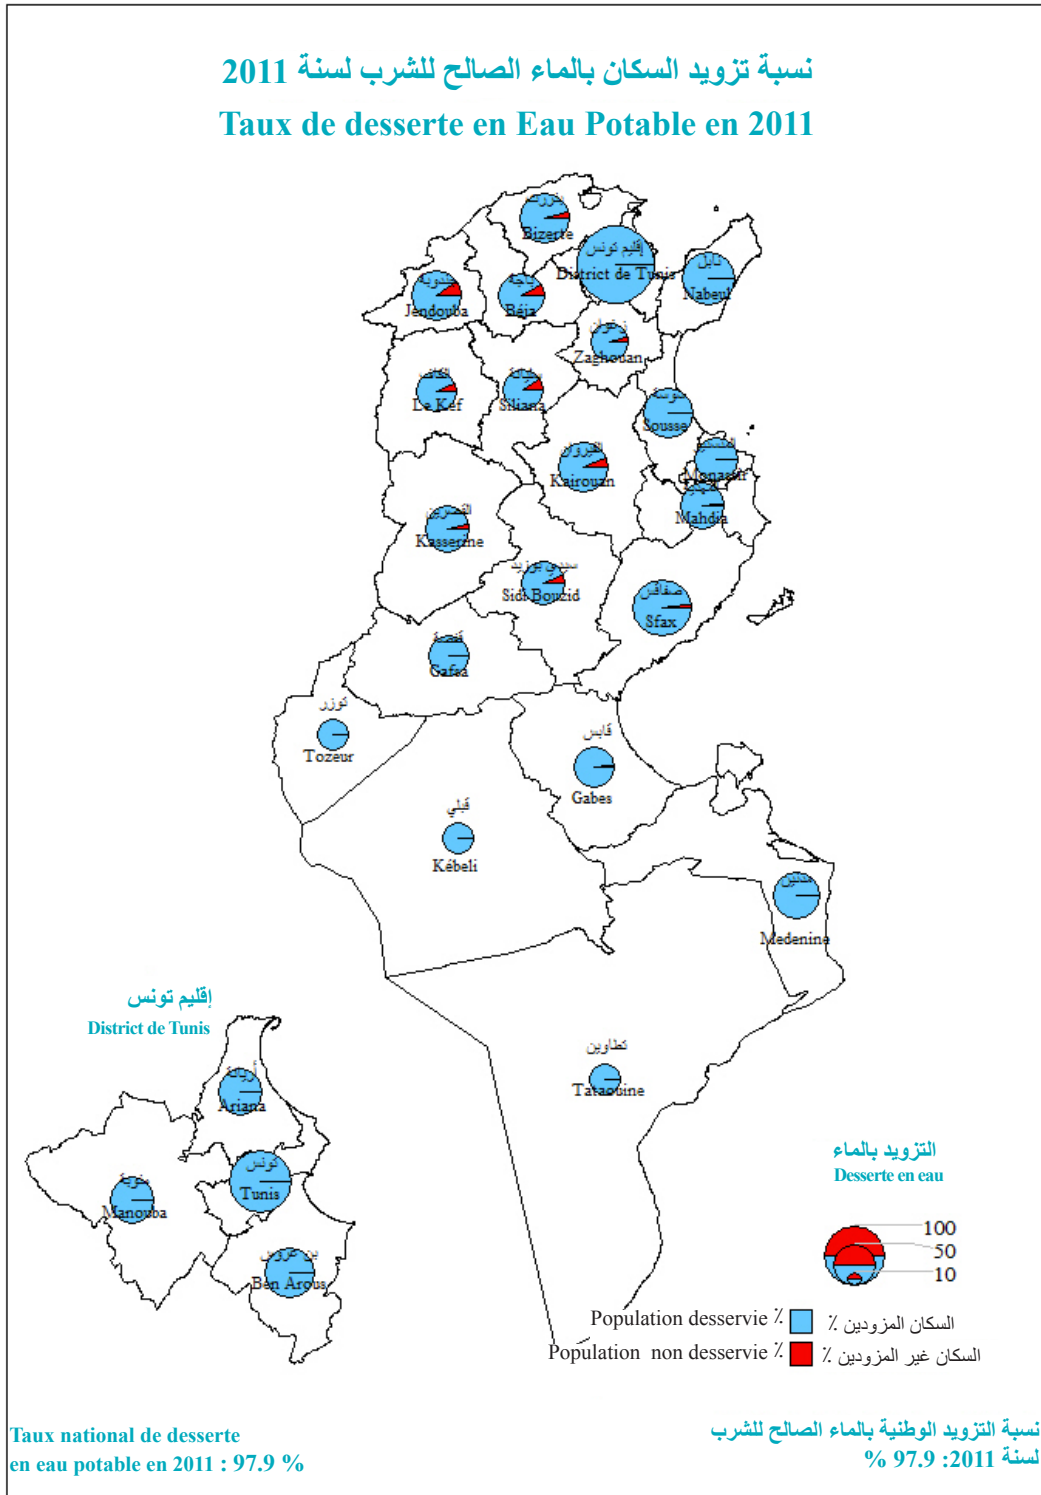 نسبة تزويد السكان بالماء الصالح للشرب لسنة 2011
Taux de desserte en Eau Potable en 2011
بنزرت
Bizerte
إقليم تونس
District de Tunis
نابل
Nabeul
جندوبة
Jendouba
باجة
Béja
زغوان
Zaghouan
الكاف
Le Kef
سليانة
Siliana
سوسة
Sousse
القيروان
Kairouan
المنستير
Monastir
المهدية
Mahdia
القصرين
Kasserine
سيدي بوزيد
Sidi Bouzid
صفاقس
Sfax
قفصة
Gafsa
توزر
Tozeur
قابس
Gabes
قبلي
Kébeli
مدنين
Medenine
تطاوين
Tataouine
إقليم تونس
District de Tunis
أريانة
Ariana
تونس
Tunis
منوبة
Manouba
بن عروس
Ben Arous
التزويد بالماء
Desserte en eau
100
50
10
Population desservie % السكان المزودين %
Population non desservie % السكان غير المزودين %
Taux national de desserte
en eau potable en 2011 : 97.9 %
نسبة التزويد الوطنية بالماء الصالح للشرب
لسنة 2011: 97.9 %